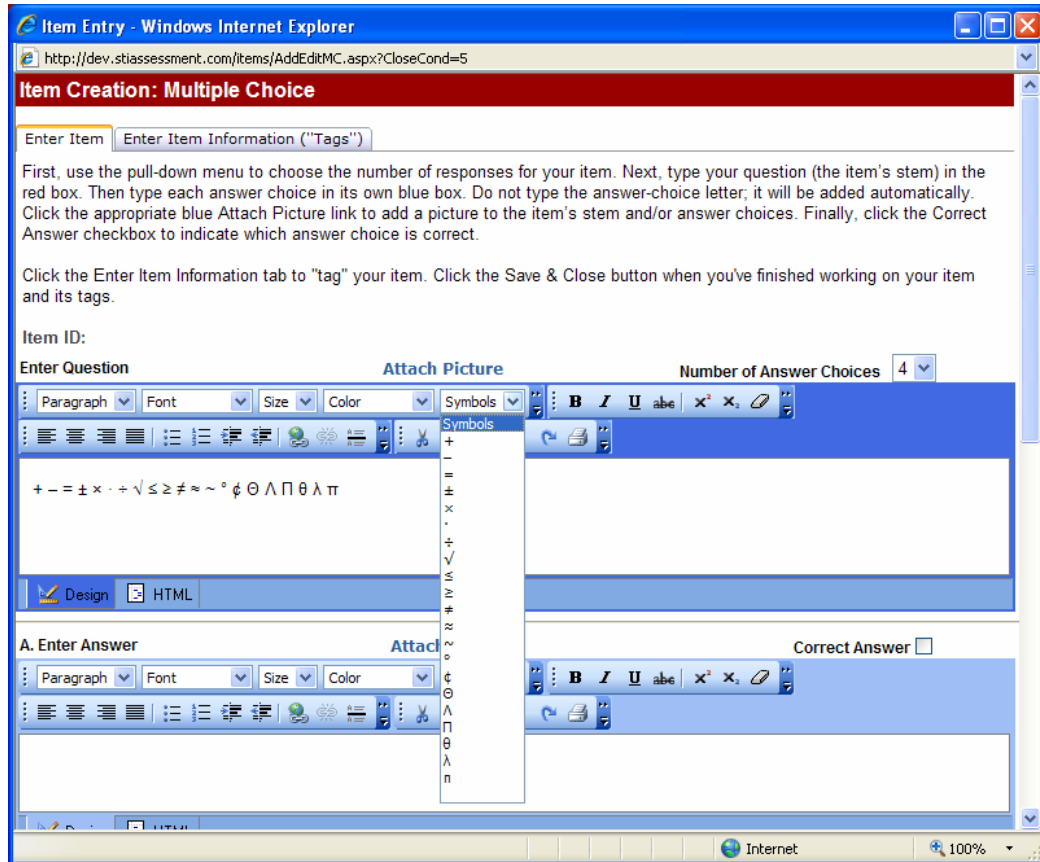 Item Entry - Windows Internet Explorer
http://dev.stiassessment.com/items/AddEditMC.aspx?CloseCond=5
Item Creation: Multiple Choice
Enter Item Enter Item Information ("Tags")
First, use the pull-down menu to choose the number of responses for your item. Next, type your question (the item's stem) in the
red box. Then type each answer choice in its own blue box. Do not type the answer-choice letter; it will be added automatically.
Click the appropriate blue Attach Picture link to add a picture to the item's stem and/or answer choices. Finally, click the Correct
Answer checkbox to indicate which answer choice is correct.
Click the Enter Item Information tab to "tag" your item. Click the Save & Close button when you've finished working on your item
and its tags.
Item ID:
Enter Question Attach Picture Number of Answer Choices 4
Paragraph Font Size Color Symbols B I U abc x² x₂
Symbols
+
−
=
±
×
·
÷
√
≤
≥
≠
≈
~
°
¢
Θ
Λ
Π
θ
λ
π
+ − = ± × · ÷ √ ≤ ≥ ≠ ≈ ~ ° ¢ Θ Λ Π θ λ π
Design HTML
A. Enter Answer Attac Correct Answer
Paragraph Font Size Color B I U abc x² x₂
Internet 100%